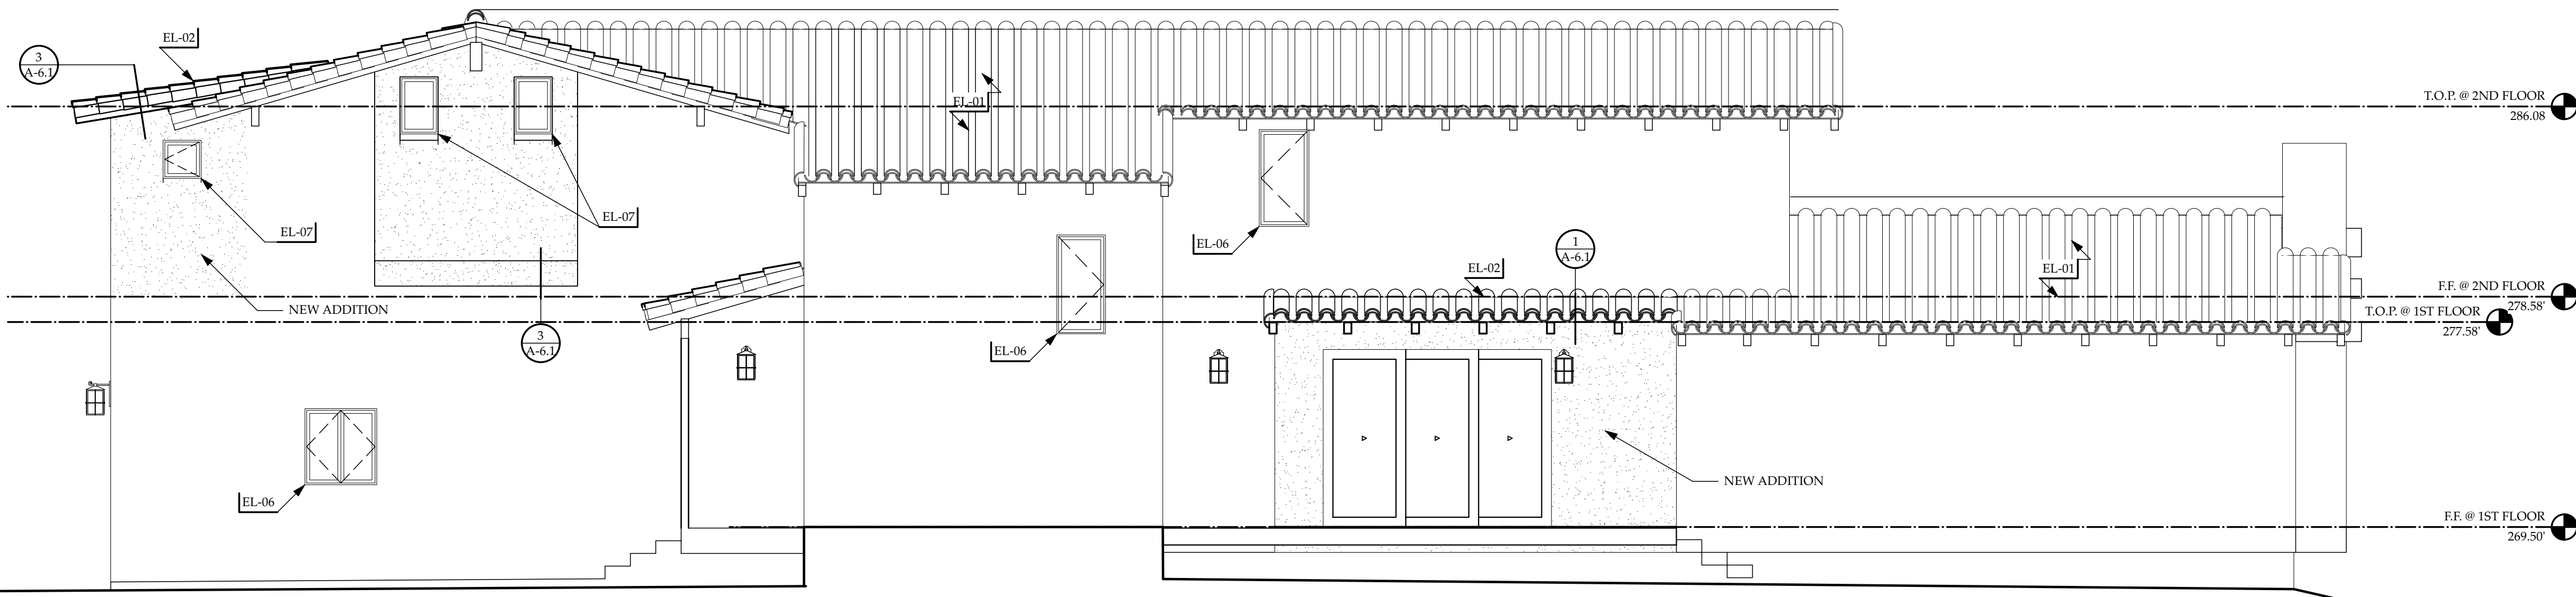 EL-02
3
A-6.1
EL-01
T.O.P. @ 2ND FLOOR
286.08
EL-07
EL-07
EL-06
1
A-6.1
EL-02
EL-01
NEW ADDITION
F.F. @ 2ND FLOOR
278.58'
T.O.P. @ 1ST FLOOR
277.58'
3
A-6.1
EL-06
EL-06
NEW ADDITION
F.F. @ 1ST FLOOR
269.50'